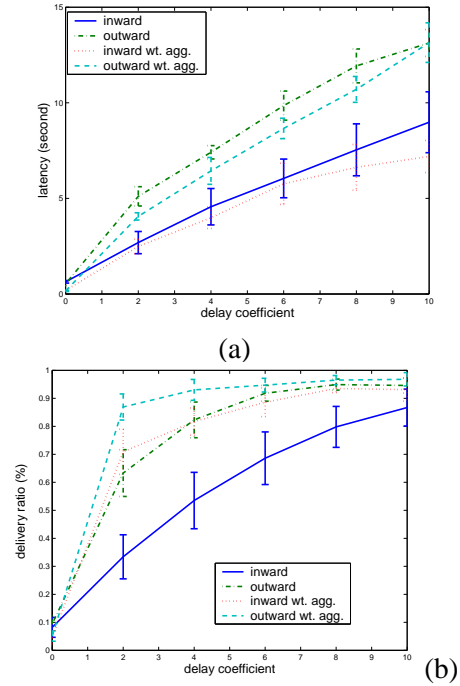 15
10
5
0
latency (second)
inward
outward
inward wt. agg.
outward wt. agg.
0 1 2 3 4 5 6 7 8 9 10
delay coefficient
(a)
1
0.9
0.8
0.7
0.6
0.5
0.4
0.3
0.2
0.1
0
delivery ratio (%)
inward
outward
inward wt. agg.
outward wt. agg.
0 1 2 3 4 5 6 7 8 9 10
delay coefficient
(b)